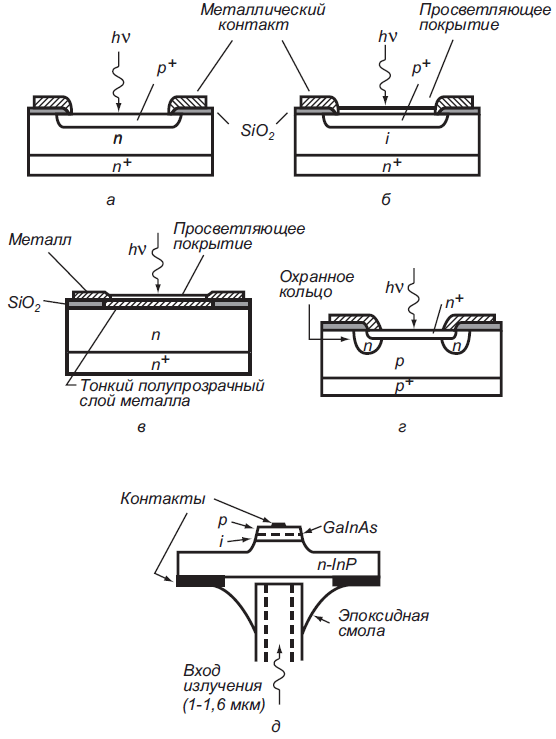 Металлический
контакт
Просветляющее
покрытие
hν
p+
hν
p+
SiO2
n
i
n+
n+
а
б
Металл
hν
Просветляющее
покрытие
SiO2
n
n+
Тонкий полупрозрачный
слой металла
в
Охранное
кольцо
hν
n+
n
n
p
p+
г
Контакты
p
i
GaInAs
n-InP
Эпоксидная
смола
Вход
излучения
(1-1,6 мкм)
д